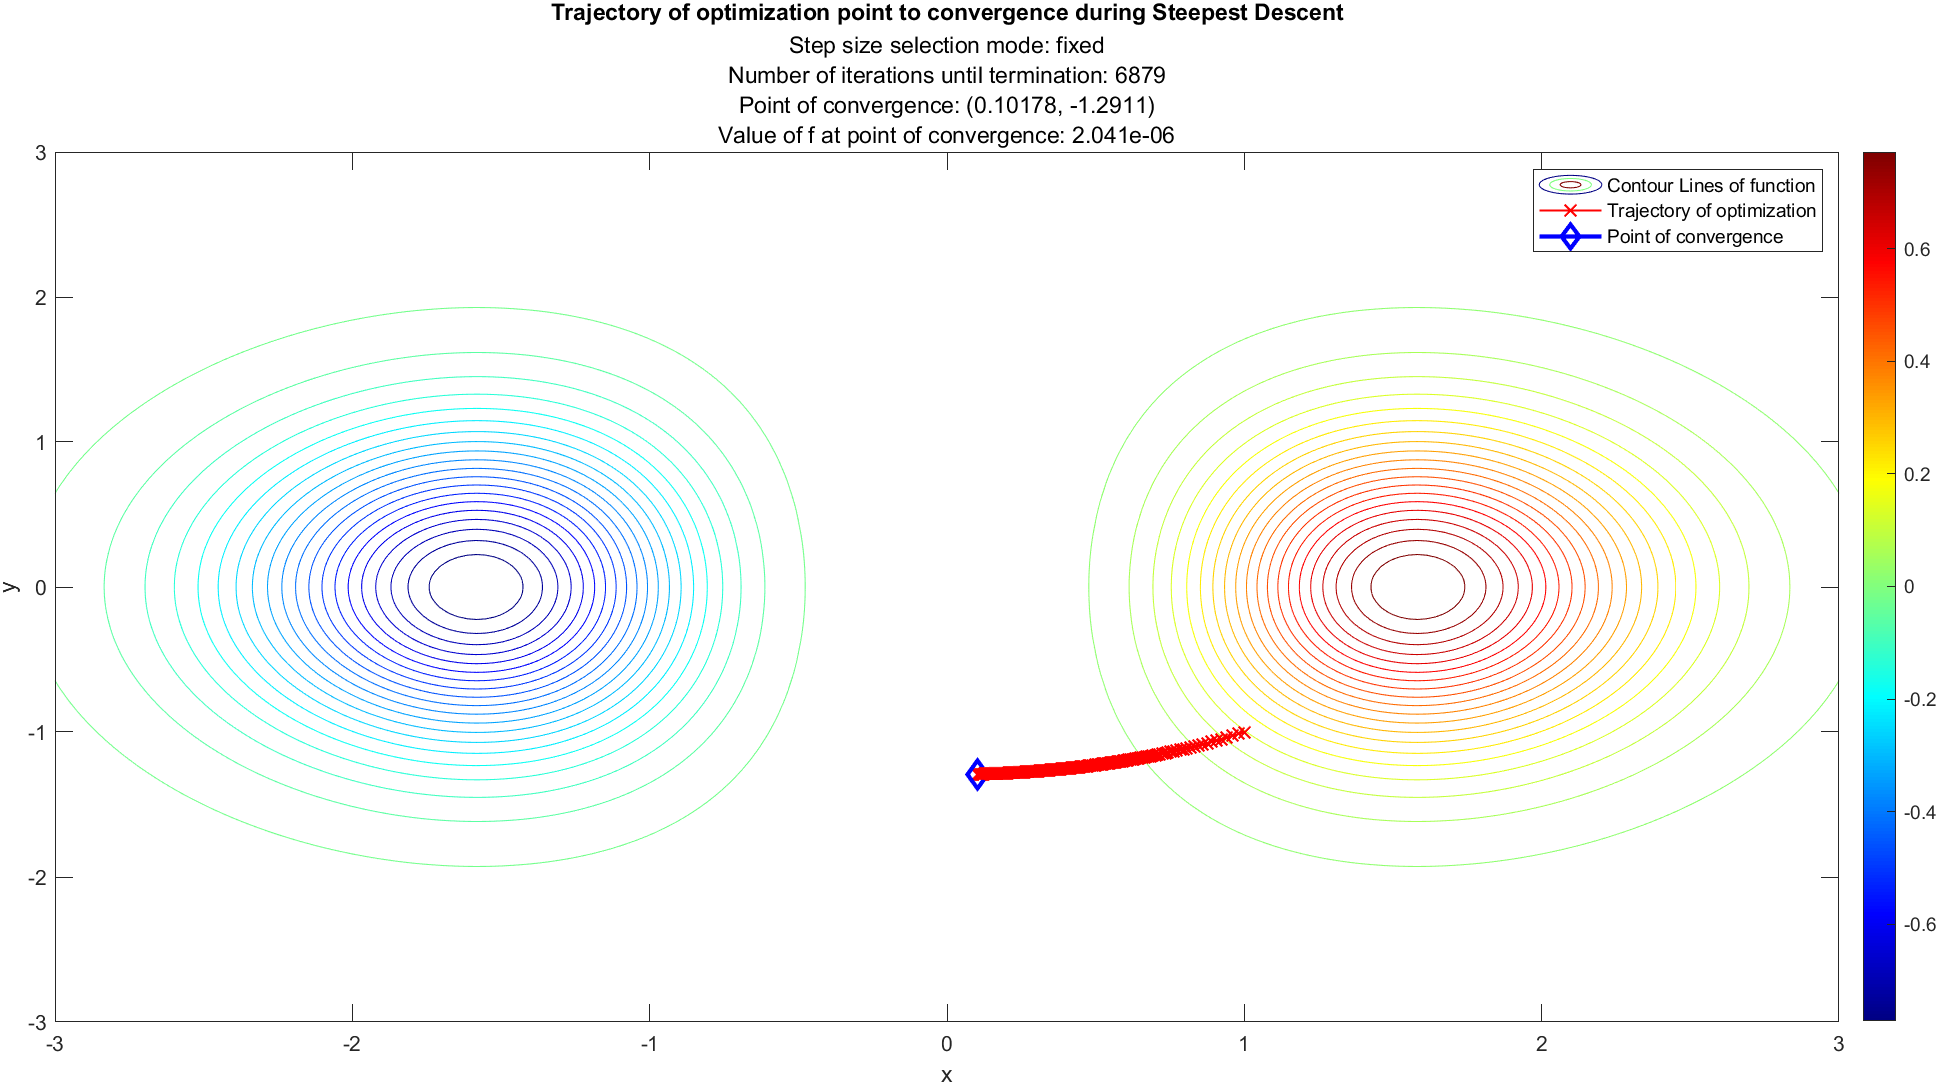 Trajectory of optimization point to convergence during Steepest Descent
Step size selection mode: fixed
Number of iterations until termination: 6879
Point of convergence: (0.10178, -1.2911)
Value of f at point of convergence: 2.041e-06
Contour Lines of function
Trajectory of optimization
Point of convergence
3
2
1
0
-1
-2
-3
y
-3
-2
-1
0
1
2
3
x
0.6
0.4
0.2
0
-0.2
-0.4
-0.6